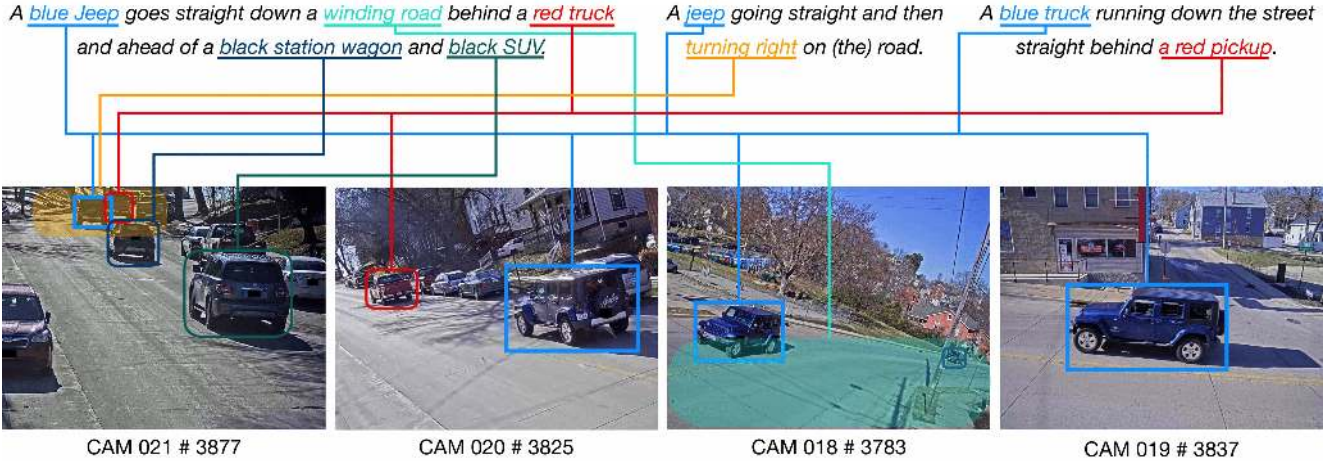 A blue Jeep goes straight down a winding road behind a red truck
and ahead of a black station wagon and black SUV.
A jeep going straight and then
turning right on (the) road.
A blue truck running down the street
straight behind a red pickup.
CAM 021 # 3877
CAM 020 # 3825
CAM 018 # 3783
CAM 019 # 3837